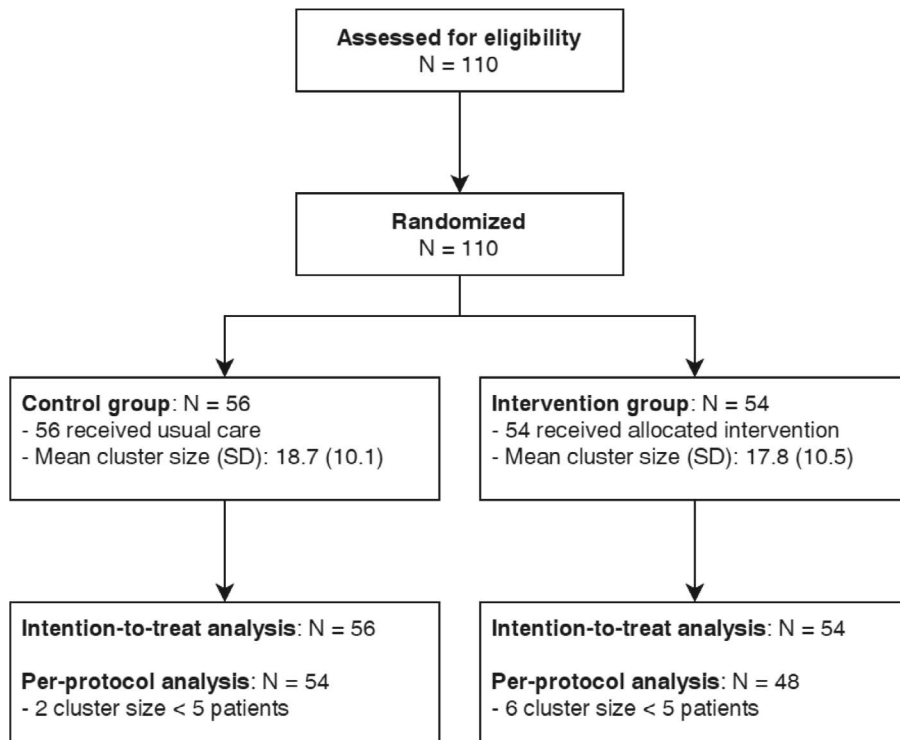 Assessed for eligibility
N = 110
Randomized
N = 110
Control group: N = 56
- 56 received usual care
- Mean cluster size (SD): 18.7 (10.1)
Intervention group: N = 54
- 54 received allocated intervention
- Mean cluster size (SD): 17.8 (10.5)
Intention-to-treat analysis: N = 56
Per-protocol analysis: N = 54
- 2 cluster size < 5 patients
Intention-to-treat analysis: N = 54
Per-protocol analysis: N = 48
- 6 cluster size < 5 patients